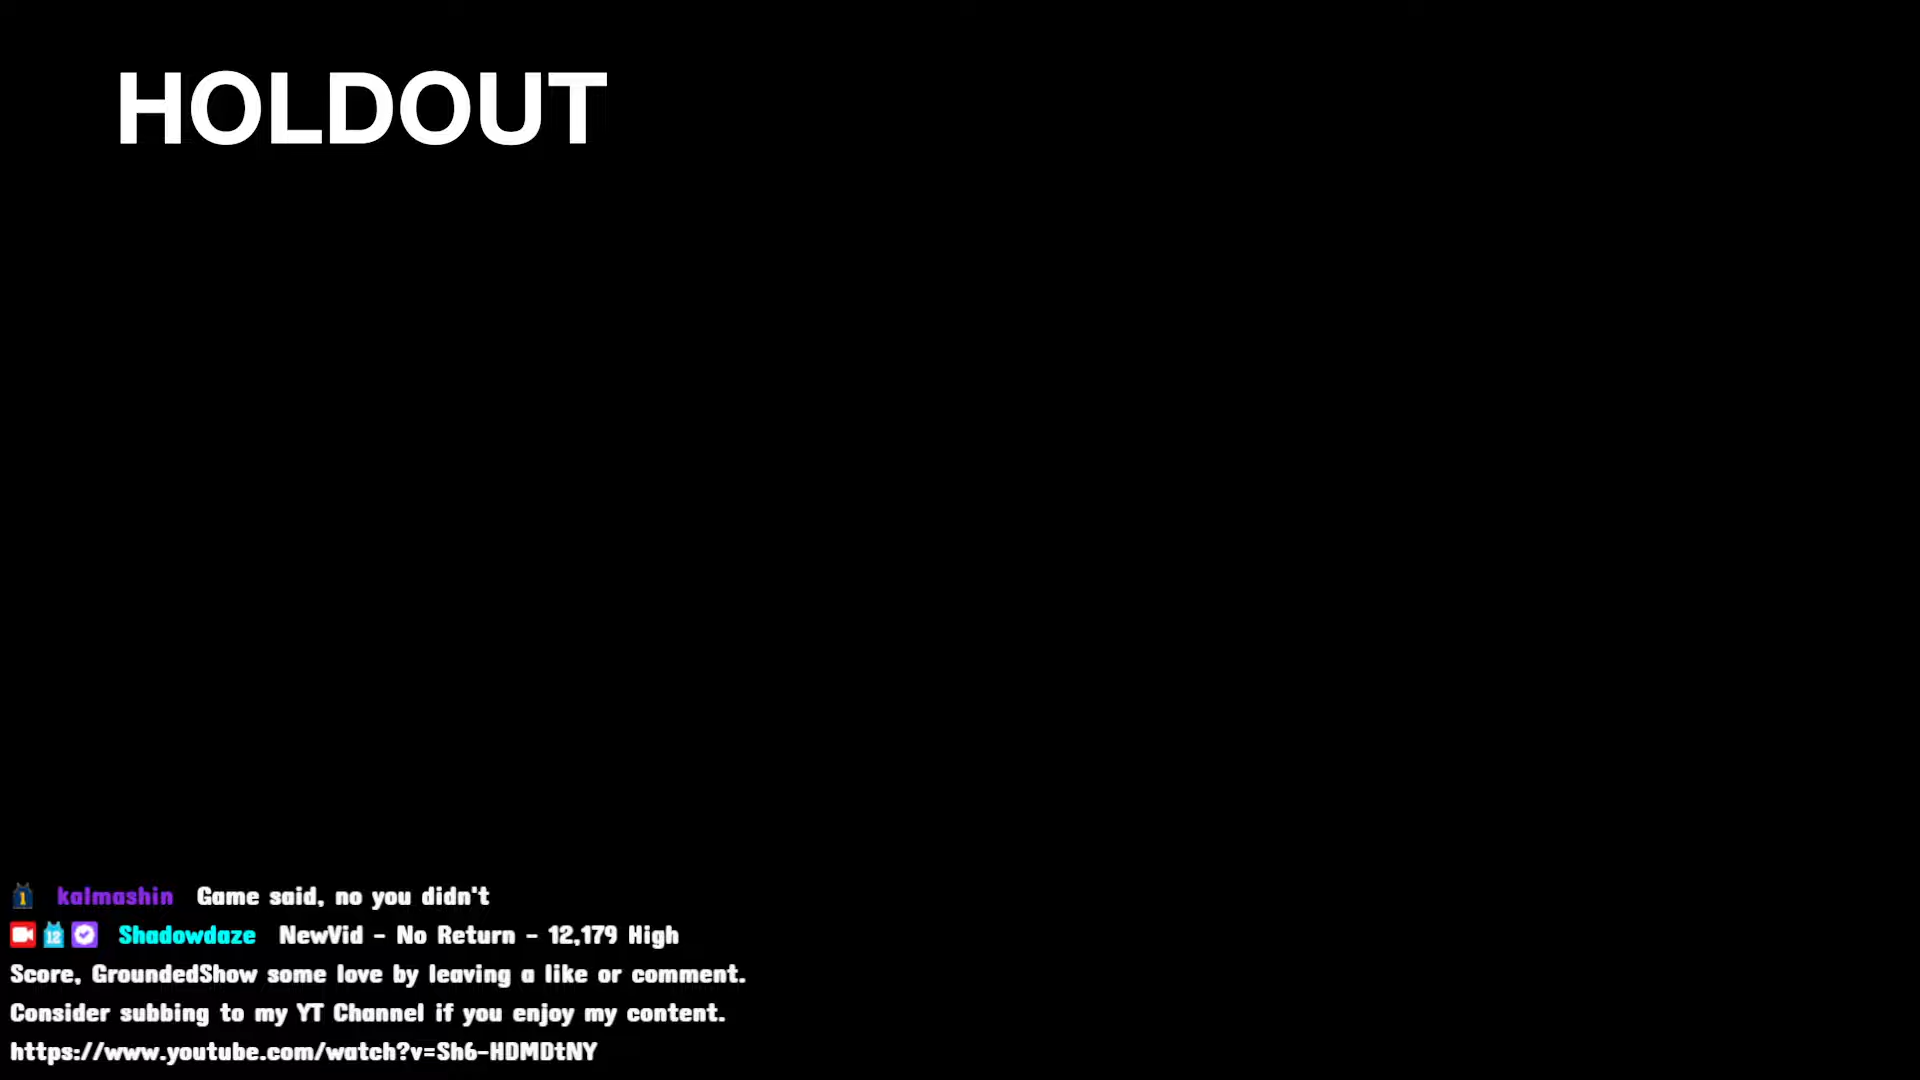 HOLDOUT
1 kalmashin Game said, no you didn't
12 Shadowdaze NewVid - No Return - 12,179 High
Score, GroundedShow some love by leaving a like or comment.
Consider subbing to my YT Channel if you enjoy my content.
https://www.youtube.com/watch?v=Sh6-HDMDtNY